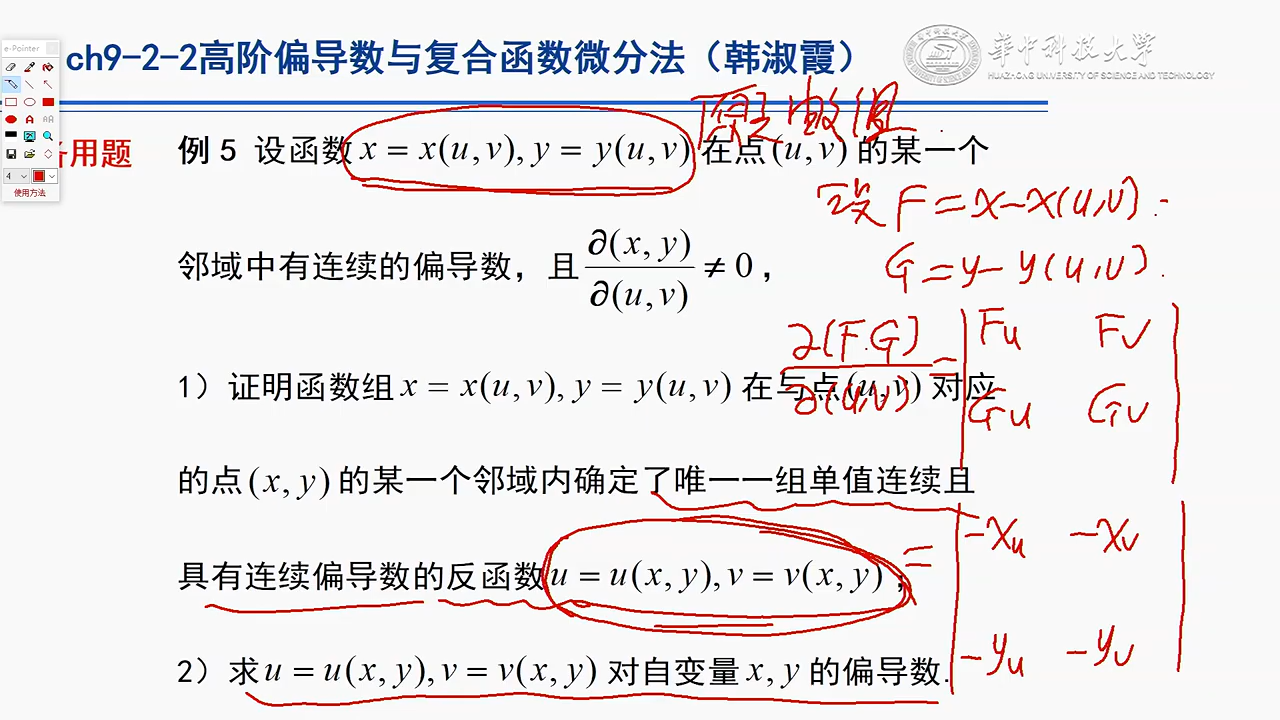 e-Pointer
ch9-2-2高阶偏导数与复合函数微分法（韩淑霞）
华中科技大学
HUAZHONG UNIVERSITY OF SCIENCE AND TECHNOLOGY
用题
例 5 设函数 x = x(u, v), y = y(u, v) 在点(u, v) 的某一个
设 F = x - x(u,v).
邻域中有连续的偏导数，且 ∂(x, y)/∂(u, v) ≠ 0，
G = y - y(u,v).
∂(F.G)/∂(u,v) = | Fu Fv
Gu Gv |
1）证明函数组 x = x(u, v), y = y(u, v) 在与点(u, v) 对应
的点(x, y) 的某一个邻域内确定了唯一一组单值连续且
= | -xu -xv
-yu -yv |
具有连续偏导数的反函数 u = u(x, y), v = v(x, y)；
2）求 u = u(x, y), v = v(x, y) 对自变量 x, y 的偏导数.
4
使用方法